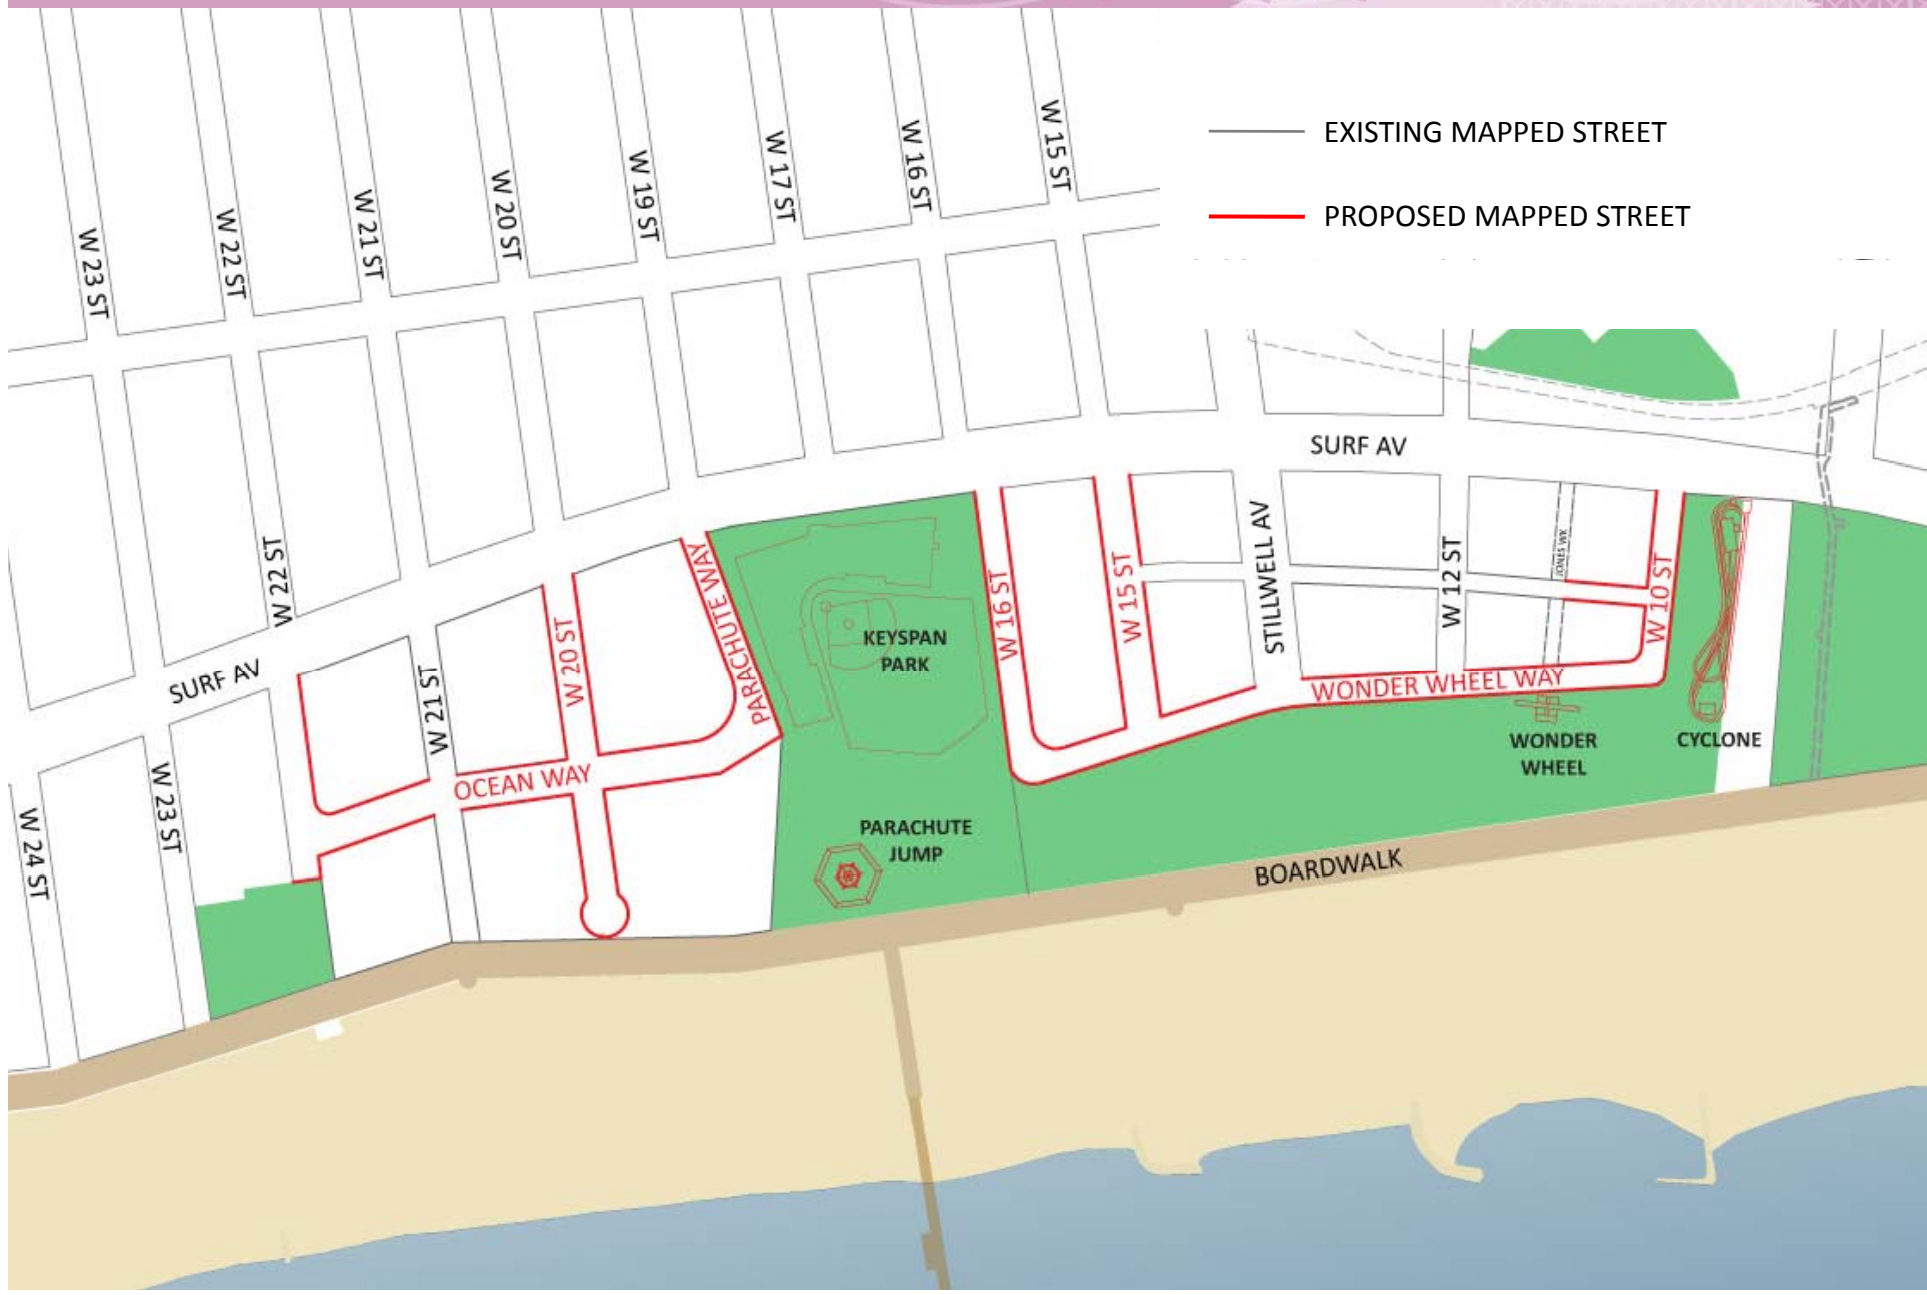 EXISTING MAPPED STREET
PROPOSED MAPPED STREET
W 23 ST
W 22 ST
W 21 ST
W 20 ST
W 19 ST
W 17 ST
W 16 ST
W 15 ST
SURF AV
SURF AV
W 24 ST
W 23 ST
W 22 ST
W 21 ST
W 20 ST
PARACHUTE WAY
OCEAN WAY
KEYSPAN
PARK
W 16 ST
W 15 ST
STILLWELL AV
W 12 ST
JONES WK
W 10 ST
WONDER WHEEL WAY
WONDER
WHEEL
CYCLONE
PARACHUTE
JUMP
BOARDWALK